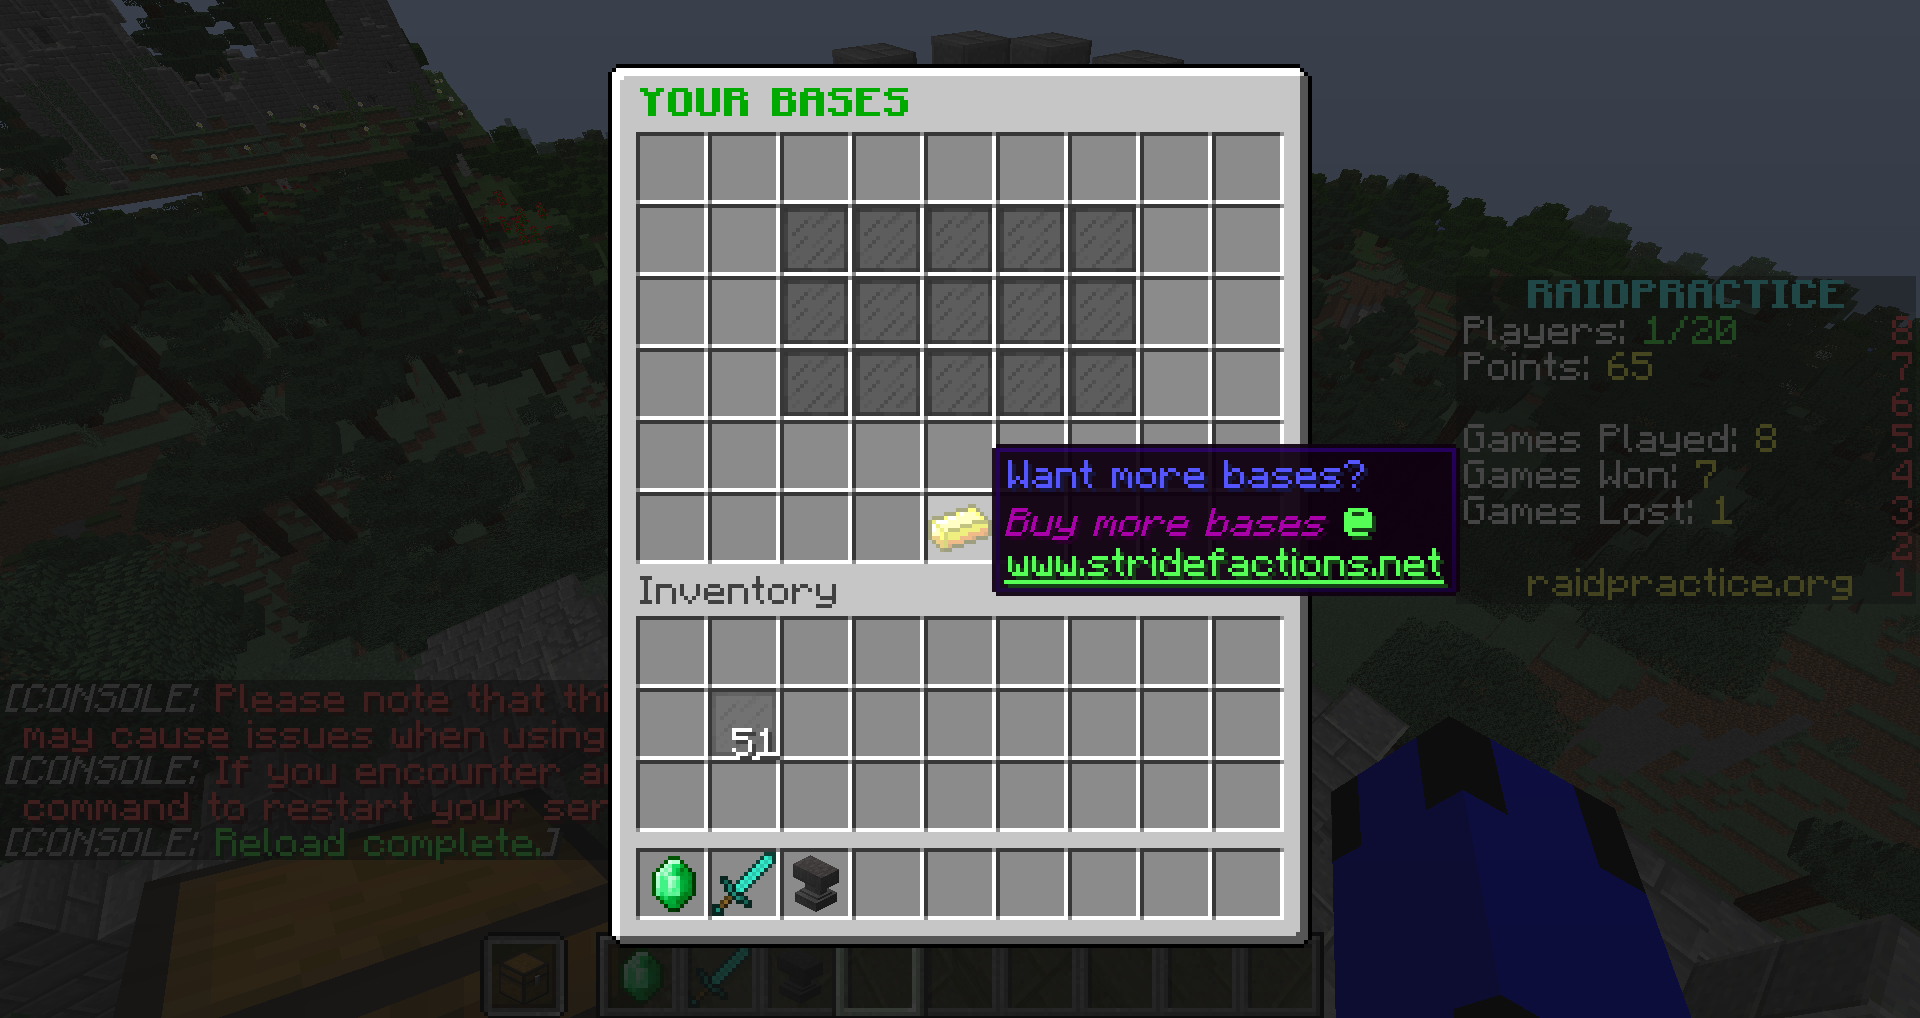 YOUR BASES
Want more bases?
Buy more bases @
www.stridefactions.net
Inventory
51
RAIDPRACTICE
Players: 1/20 8
Points: 65 7
6
Games Played: 8 5
Games Won: 7 4
Games Lost: 1 3
2
raidpractice.org 1
[CONSOLE: Please note that thi
may cause issues when using
[CONSOLE: If you encounter a
command to restart your ser
[CONSOLE: Reload complete.]